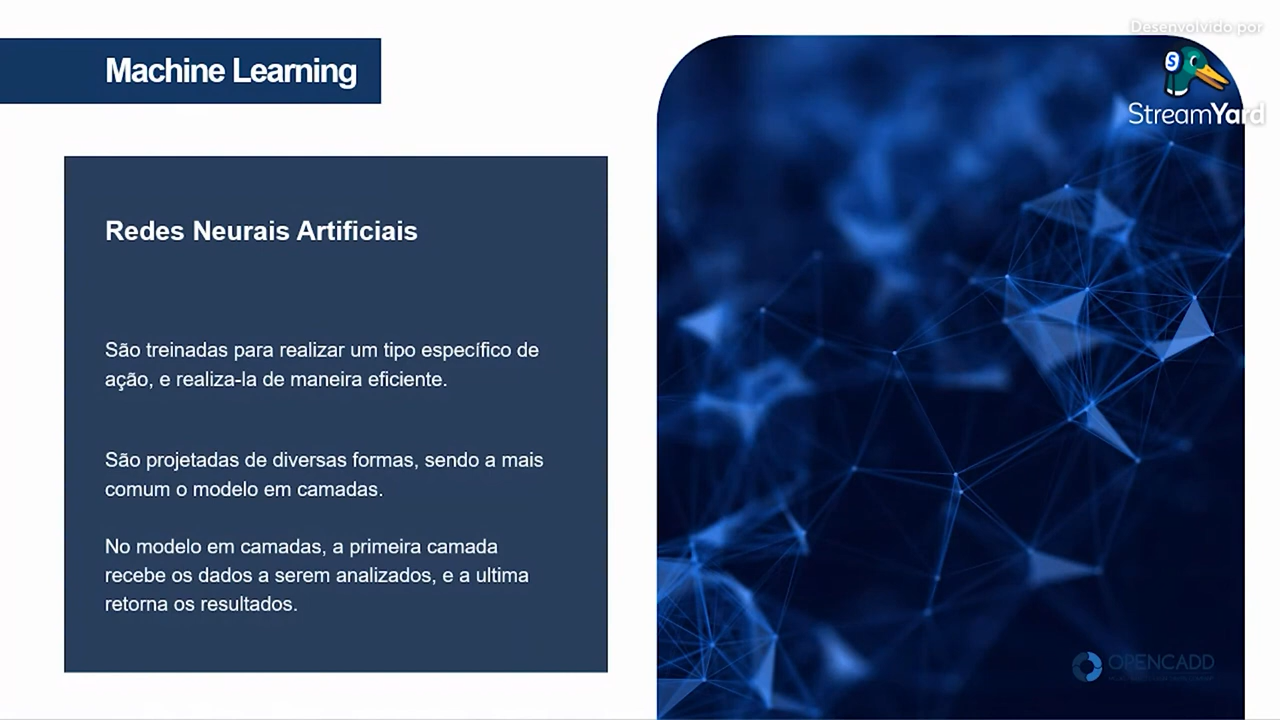 Desenvolvido por
StreamYard
Machine Learning
Redes Neurais Artificiais
São treinadas para realizar um tipo específico de
ação, e realiza-la de maneira eficiente.
São projetadas de diversas formas, sendo a mais
comum o modelo em camadas.
No modelo em camadas, a primeira camada
recebe os dados a serem analizados, e a ultima
retorna os resultados.
OPENCADD